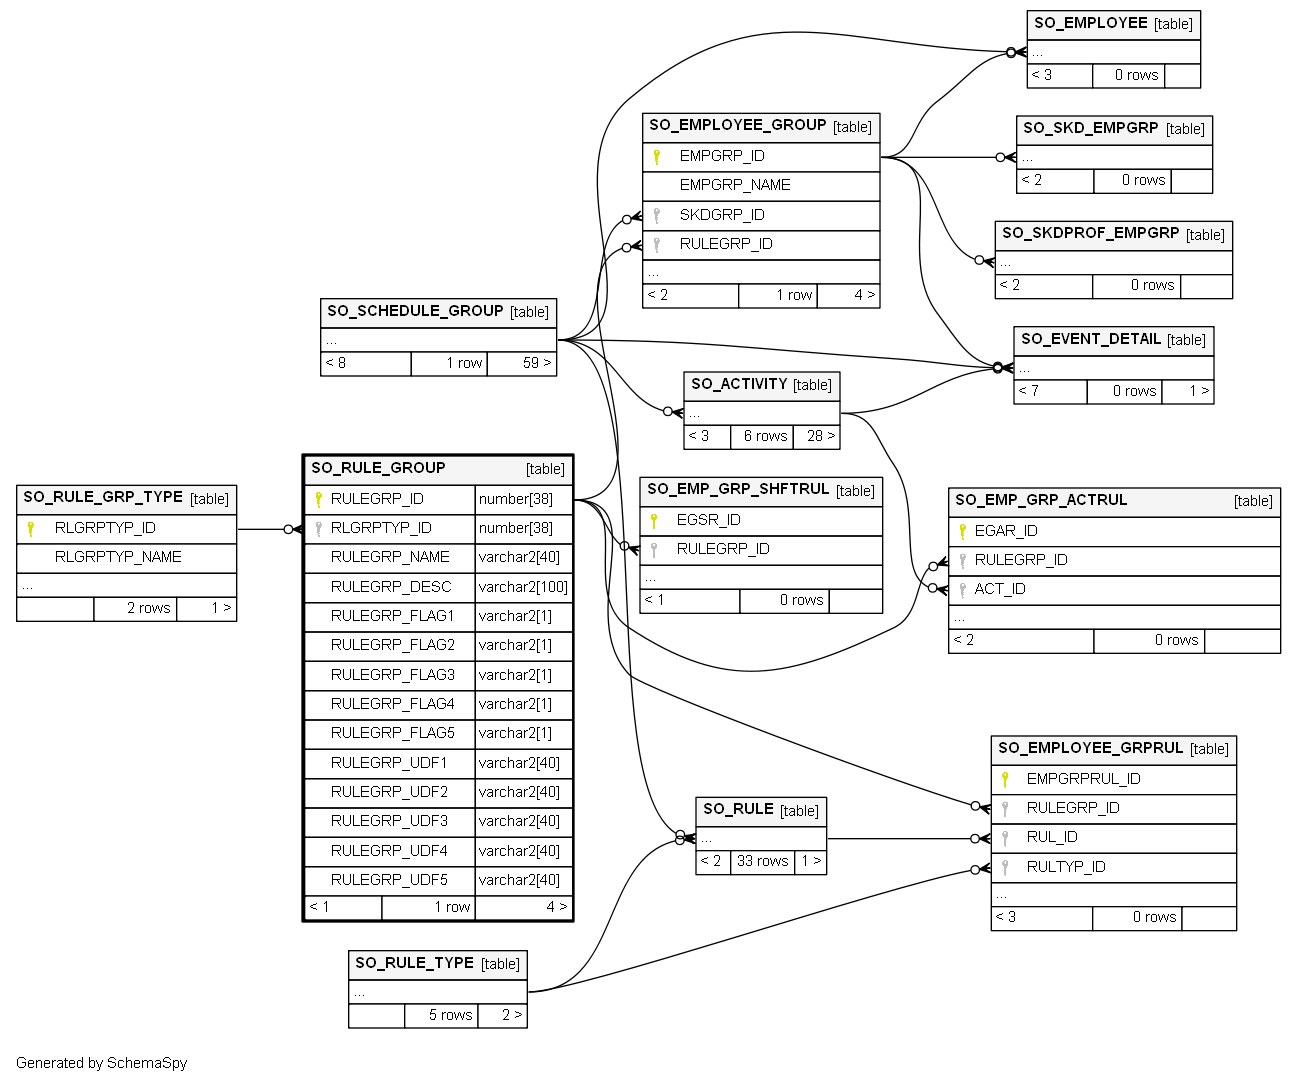 SO_EMPLOYEE [table]
...
< 3 0 rows
SO_EMPLOYEE_GROUP [table]
EMPGRP_ID
EMPGRP_NAME
SKDGRP_ID
RULEGRP_ID
...
< 2 1 row 4 >
SO_SKD_EMPGRP [table]
...
< 2 0 rows
SO_SKDPROF_EMPGRP [table]
...
< 2 0 rows
SO_SCHEDULE_GROUP [table]
...
< 8 1 row 59 >
SO_EVENT_DETAIL [table]
...
< 7 0 rows 1 >
SO_ACTIVITY [table]
...
< 3 6 rows 28 >
SO_RULE_GRP_TYPE [table]
RLGRPTYP_ID
RLGRPTYP_NAME
...
2 rows 1 >
SO_RULE_GROUP [table]
RULEGRP_ID number[38]
RLGRPTYP_ID number[38]
RULEGRP_NAME varchar2[40]
RULEGRP_DESC varchar2[100]
RULEGRP_FLAG1 varchar2[1]
RULEGRP_FLAG2 varchar2[1]
RULEGRP_FLAG3 varchar2[1]
RULEGRP_FLAG4 varchar2[1]
RULEGRP_FLAG5 varchar2[1]
RULEGRP_UDF1 varchar2[40]
RULEGRP_UDF2 varchar2[40]
RULEGRP_UDF3 varchar2[40]
RULEGRP_UDF4 varchar2[40]
RULEGRP_UDF5 varchar2[40]
< 1 1 row 4 >
SO_EMP_GRP_SHFTRUL [table]
EGSR_ID
RULEGRP_ID
...
< 1 0 rows
SO_EMP_GRP_ACTRUL [table]
EGAR_ID
RULEGRP_ID
ACT_ID
...
< 2 0 rows
SO_EMPLOYEE_GRPRUL [table]
EMPGRPRUL_ID
RULEGRP_ID
RUL_ID
RULTYP_ID
...
< 3 0 rows
SO_RULE [table]
...
< 2 33 rows 1 >
SO_RULE_TYPE [table]
...
5 rows 2 >
Generated by SchemaSpy